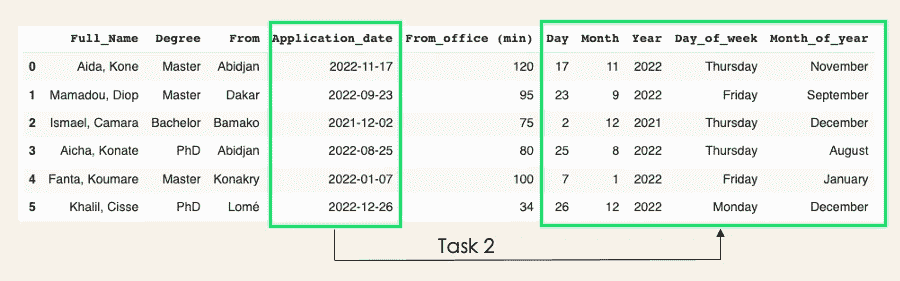 Full_Name Degree From Application_date From_office (min) Day Month Year Day_of_week Month_of_year
0 Aida, Kone Master Abidjan 2022-11-17 120 17 11 2022 Thursday November
1 Mamadou, Diop Master Dakar 2022-09-23 95 23 9 2022 Friday September
2 Ismael, Camara Bachelor Bamako 2021-12-02 75 2 12 2021 Thursday December
3 Aicha, Konate PhD Abidjan 2022-08-25 80 25 8 2022 Thursday August
4 Fanta, Koumare Master Konakry 2022-01-07 100 7 1 2022 Friday January
5 Khalil, Cisse PhD Lomé 2022-12-26 34 26 12 2022 Monday December
Task 2